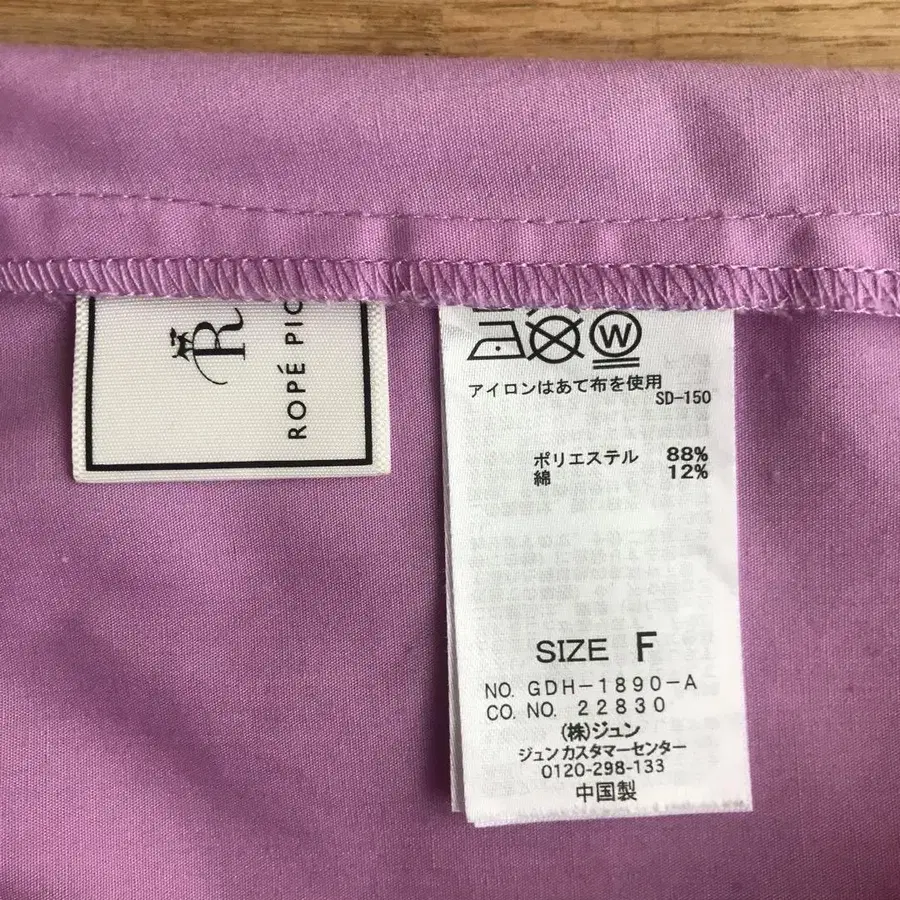 R
ROPÉ PIC
W
アイロンはあて布を使用
SD-150
ポリエステル 88%
綿 12%
SIZE F
NO. GDH-1890-A
CO. NO. 22830
(株)ジュン
ジュンカスタマーセンター
0120-298-133
中国製